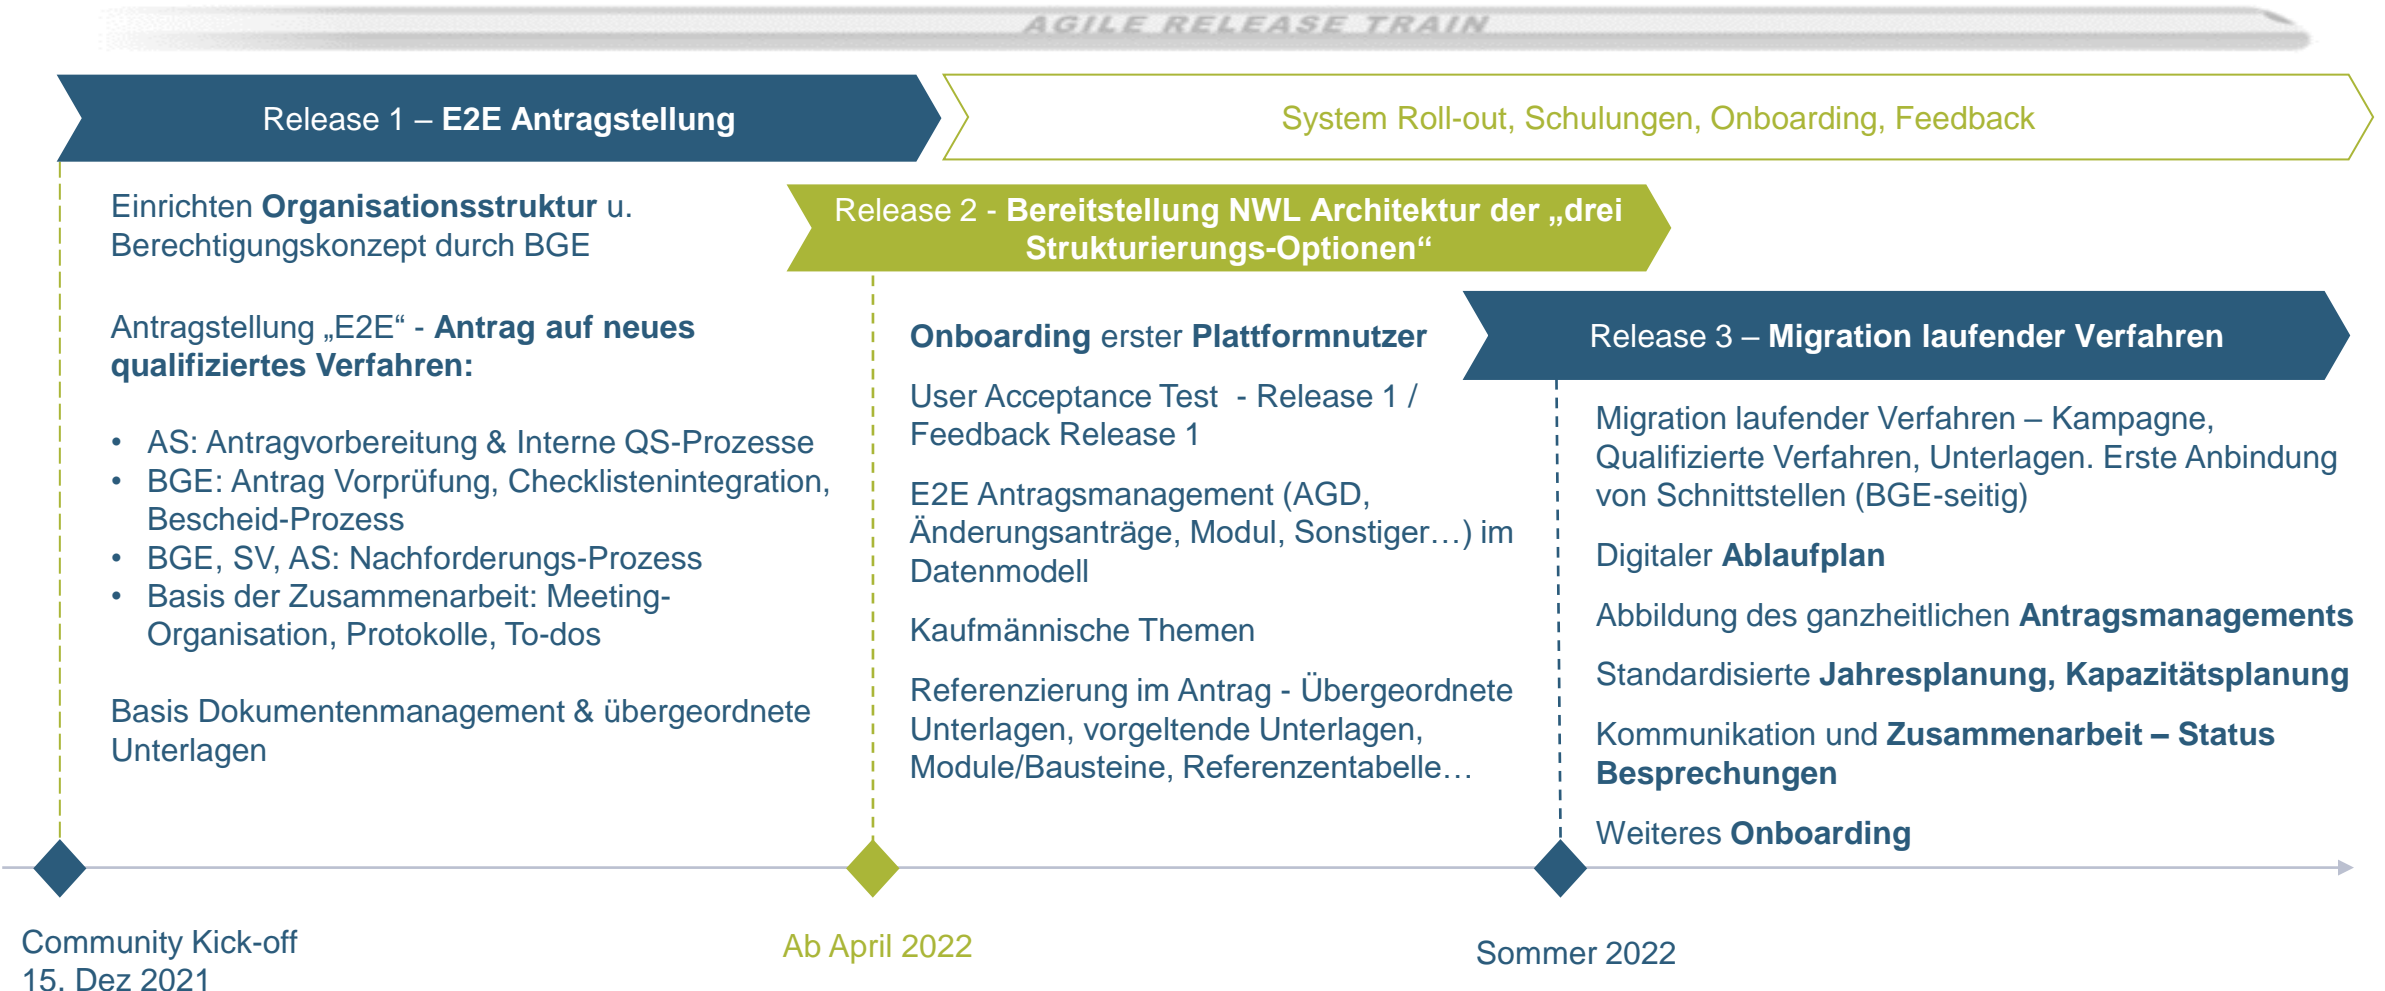 AGILE RELEASE TRAIN
Release 1 – E2E Antragstellung
System Roll-out, Schulungen, Onboarding, Feedback
Einrichten Organisationsstruktur u.
Berechtigungskonzept durch BGE
Antragstellung „E2E“ - Antrag auf neues
qualifiziertes Verfahren:
• AS: Antragvorbereitung & Interne QS-Prozesse
• BGE: Antrag Vorprüfung, Checklistenintegration,
Bescheid-Prozess
• BGE, SV, AS: Nachforderungs-Prozess
• Basis der Zusammenarbeit: Meeting-
Organisation, Protokolle, To-dos
Basis Dokumentenmanagement & übergeordnete
Unterlagen
Release 2 - Bereitstellung NWL Architektur der „drei
Strukturierungs-Optionen“
Onboarding erster Plattformnutzer
User Acceptance Test - Release 1 /
Feedback Release 1
E2E Antragsmanagement (AGD,
Änderungsanträge, Modul, Sonstiger…) im
Datenmodell
Kaufmännische Themen
Referenzierung im Antrag - Übergeordnete
Unterlagen, vorgeltende Unterlagen,
Module/Bausteine, Referenzentabelle…
Release 3 – Migration laufender Verfahren
Migration laufender Verfahren – Kampagne,
Qualifizierte Verfahren, Unterlagen. Erste Anbindung
von Schnittstellen (BGE-seitig)
Digitaler Ablaufplan
Abbildung des ganzheitlichen Antragsmanagements
Standardisierte Jahresplanung, Kapazitätsplanung
Kommunikation und Zusammenarbeit – Status
Besprechungen
Weiteres Onboarding
Community Kick-off
15. Dez 2021
Ab April 2022
Sommer 2022